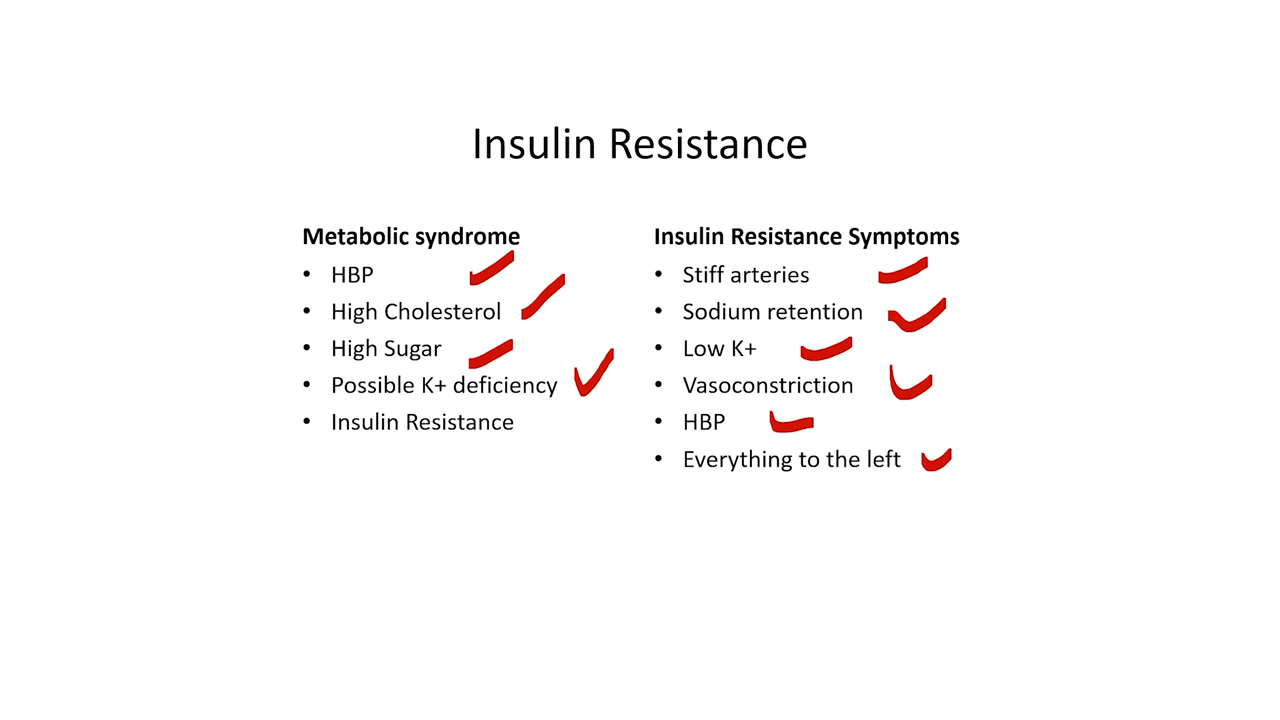 Insulin Resistance
Metabolic syndrome
• HBP
• High Cholesterol
• High Sugar
• Possible K+ deficiency
• Insulin Resistance
Insulin Resistance Symptoms
• Stiff arteries
• Sodium retention
• Low K+
• Vasoconstriction
• HBP
• Everything to the left